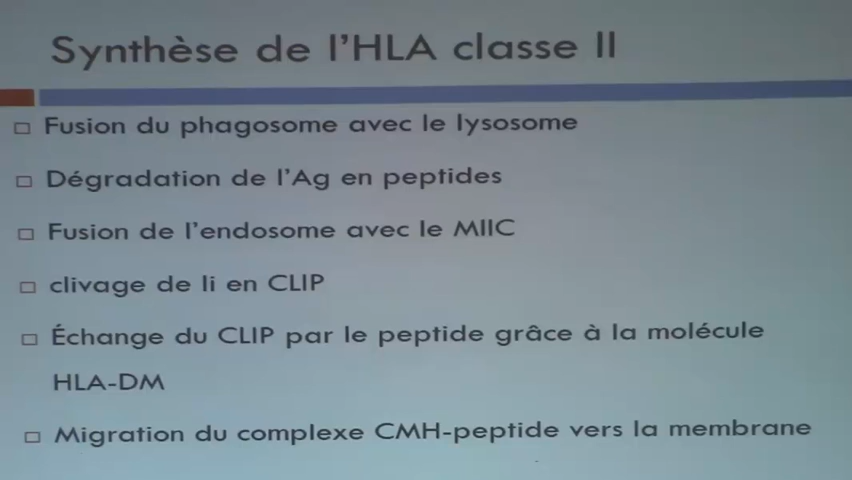 Synthèse de l'HLA classe II
Fusion du phagosome avec le lysosome
Dégradation de l'Ag en peptides
Fusion de l'endosome avec le MIIC
clivage de li en CLIP
Échange du CLIP par le peptide grâce à la molécule
HLA-DM
Migration du complexe CMH-peptide vers la membrane